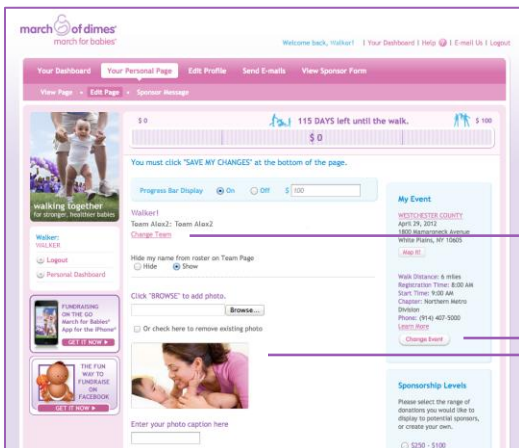 march of dimes®
march for babies®
Welcome back, Walker! | Your Dashboard | Help | E-mail Us | Logout
Your Dashboard Your Personal Page Edit Profile Send E-mails View Sponsor Form
View Page • Edit Page • Sponsor Message
$ 0 115 DAYS left until the walk. $ 100
$ 0
You must click "SAVE MY CHANGES" at the bottom of the page.
Progress Bar Display On Off $ 100
walking together
for stronger, healthier babies
Walker:
WALKER
Logout
Personal Dashboard
FUNDRAISING
ON THE GO
March for Babies®
App for the iPhone®
GET IT NOW
THE FUN
WAY TO
FUNDRAISE
ON
FACEBOOK
GET IT NOW
Walker!
Team Alex2: Team Alex2
Change Team
Hide my name from roster on Team Page
Hide Show
Click "BROWSE" to add photo.
Browse...
Or check here to remove existing photo
Enter your photo caption here
My Event
WESTCHESTER COUNTY
April 29, 2012
1800 Mamaroneck Avenue
White Plains, NY 10605
Map It!
Walk Distance: 6 miles
Registration Time: 8:00 AM
Start Time: 9:00 AM
Chapter: Northern Metro
Division
Phone: (914) 407-5000
Learn More
Change Event
Sponsorship Levels
Please select the range of
donations you would like to
display to potential sponsors,
or create your own.
$250 - $100